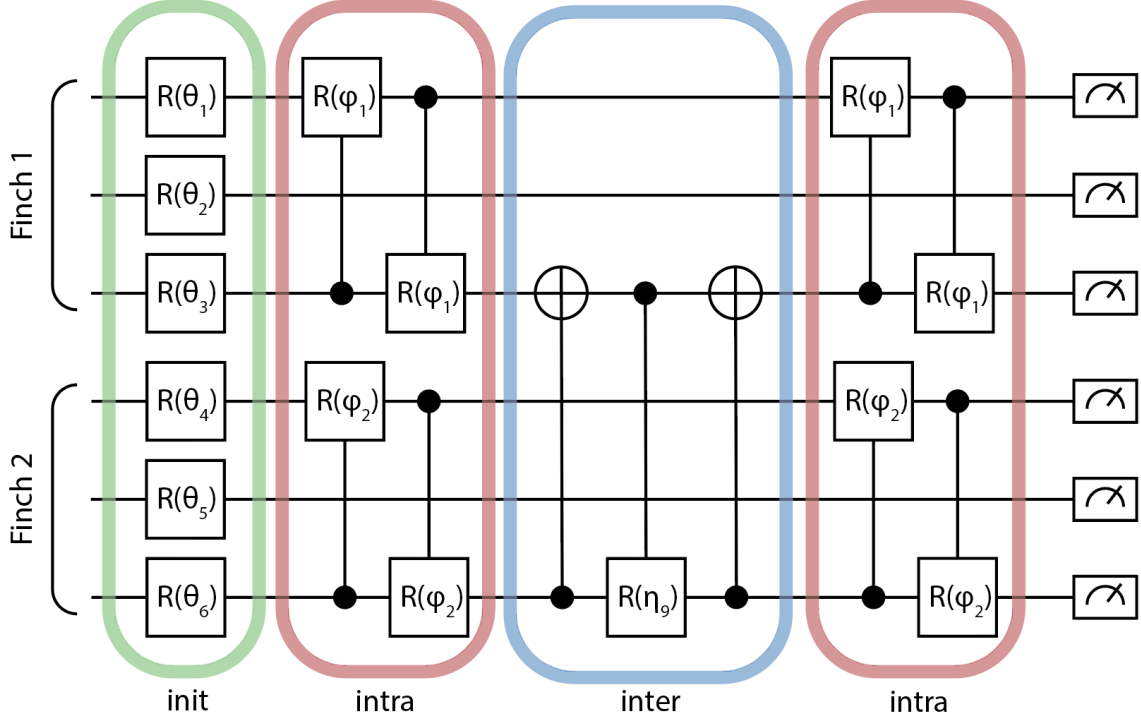 Finch 1
R(θ₁) R(φ₁) R(φ₁)
R(θ₂)
R(θ₃) R(φ₁) R(φ₁)
Finch 2
R(θ₄) R(φ₂) R(φ₂)
R(θ₅)
R(θ₆) R(φ₂) R(η₉) R(φ₂)
init intra inter intra